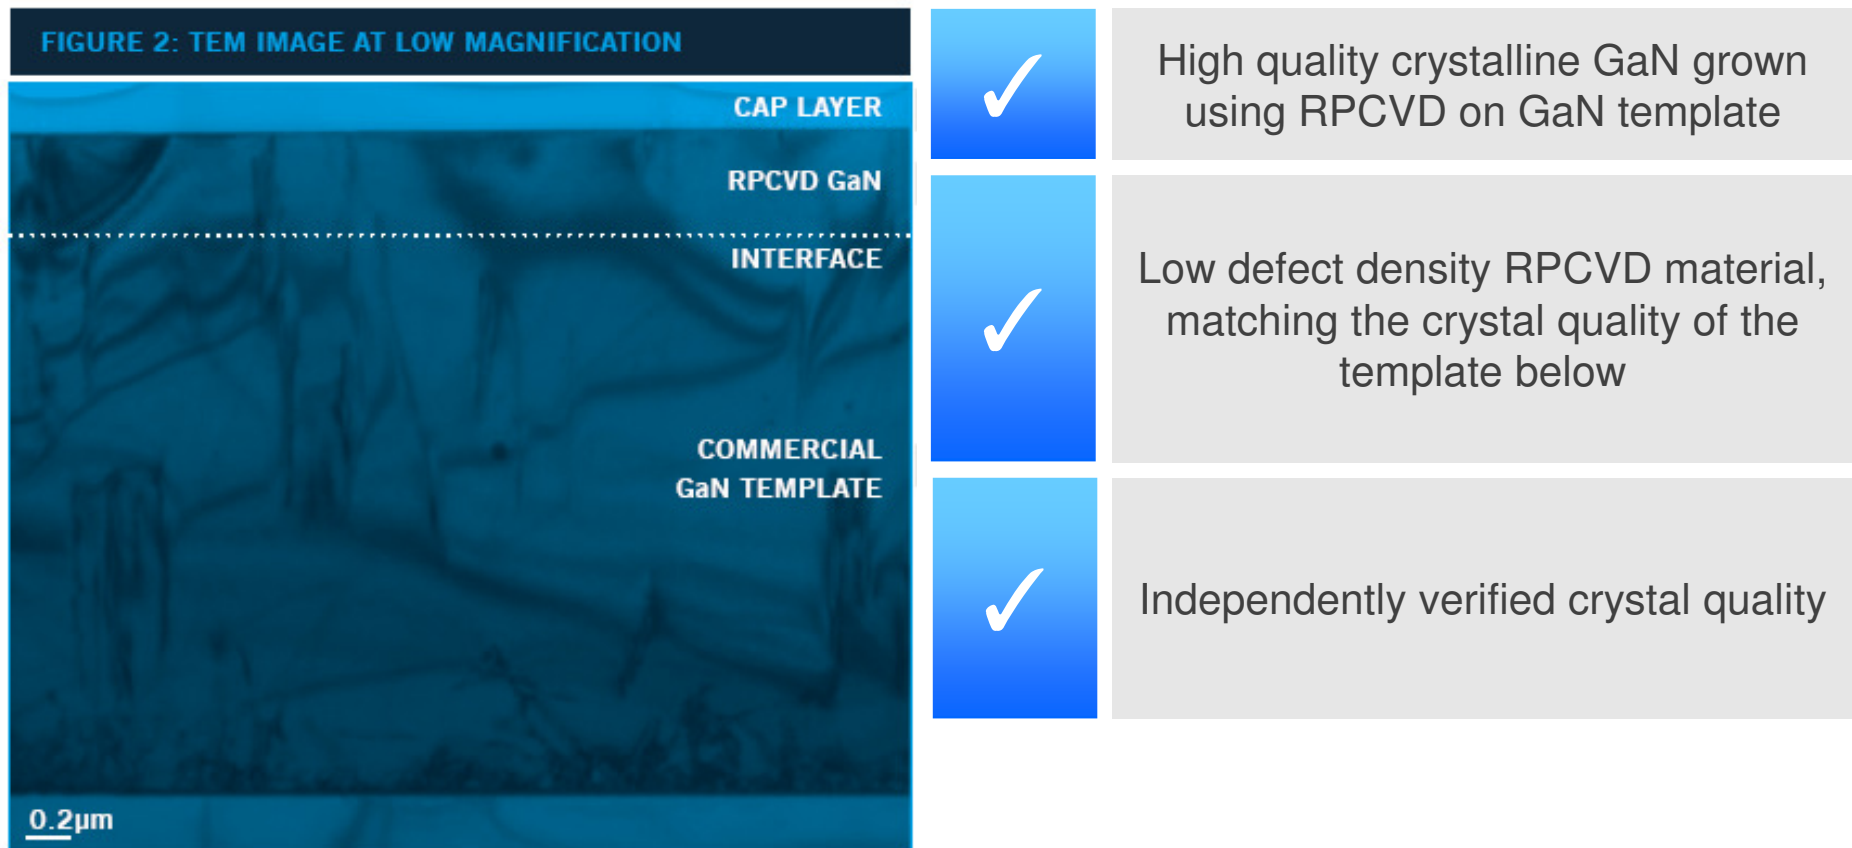 FIGURE 2: TEM IMAGE AT LOW MAGNIFICATION
CAP LAYER
RPCVD GaN
INTERFACE
COMMERCIAL
GaN TEMPLATE
0.2µm
High quality crystalline GaN grown
using RPCVD on GaN template
Low defect density RPCVD material,
matching the crystal quality of the
template below
Independently verified crystal quality